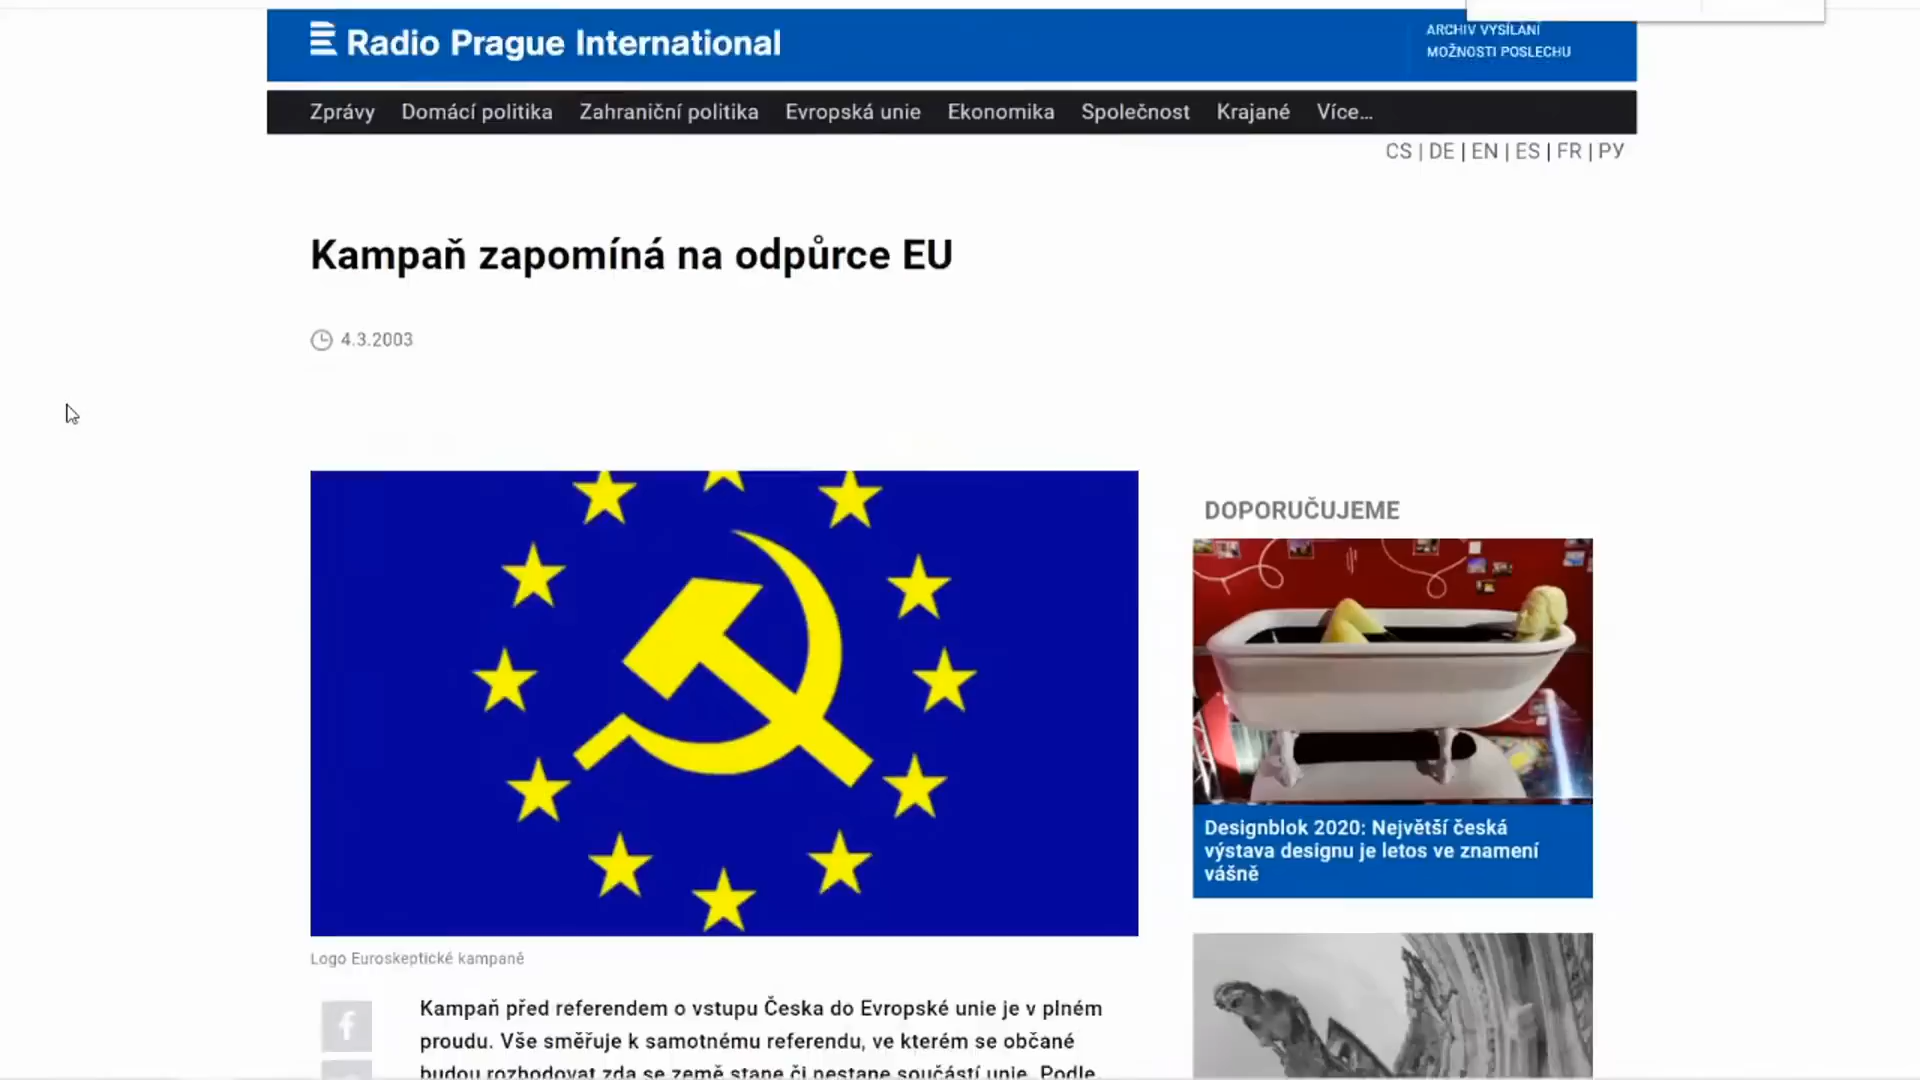 Radio Prague International
ARCHIV VYSÍLÁNÍ
MOŽNOSTI POSLECHU
Zprávy Domácí politika Zahraniční politika Evropská unie Ekonomika Společnost Krajané Více...
CS | DE | EN | ES | FR | РУ
Kampaň zapomíná na odpůrce EU
4.3.2003
DOPORUČUJEME
Designblok 2020: Největší česká
výstava designu je letos ve znamení
vášně
Logo Euroskeptické kampaně
f
Kampaň před referendem o vstupu Česka do Evropské unie je v plném
proudu. Vše směřuje k samotnému referendu, ve kterém se občané
budou rozhodovat zda se země stane či nestane součástí unie. Podle